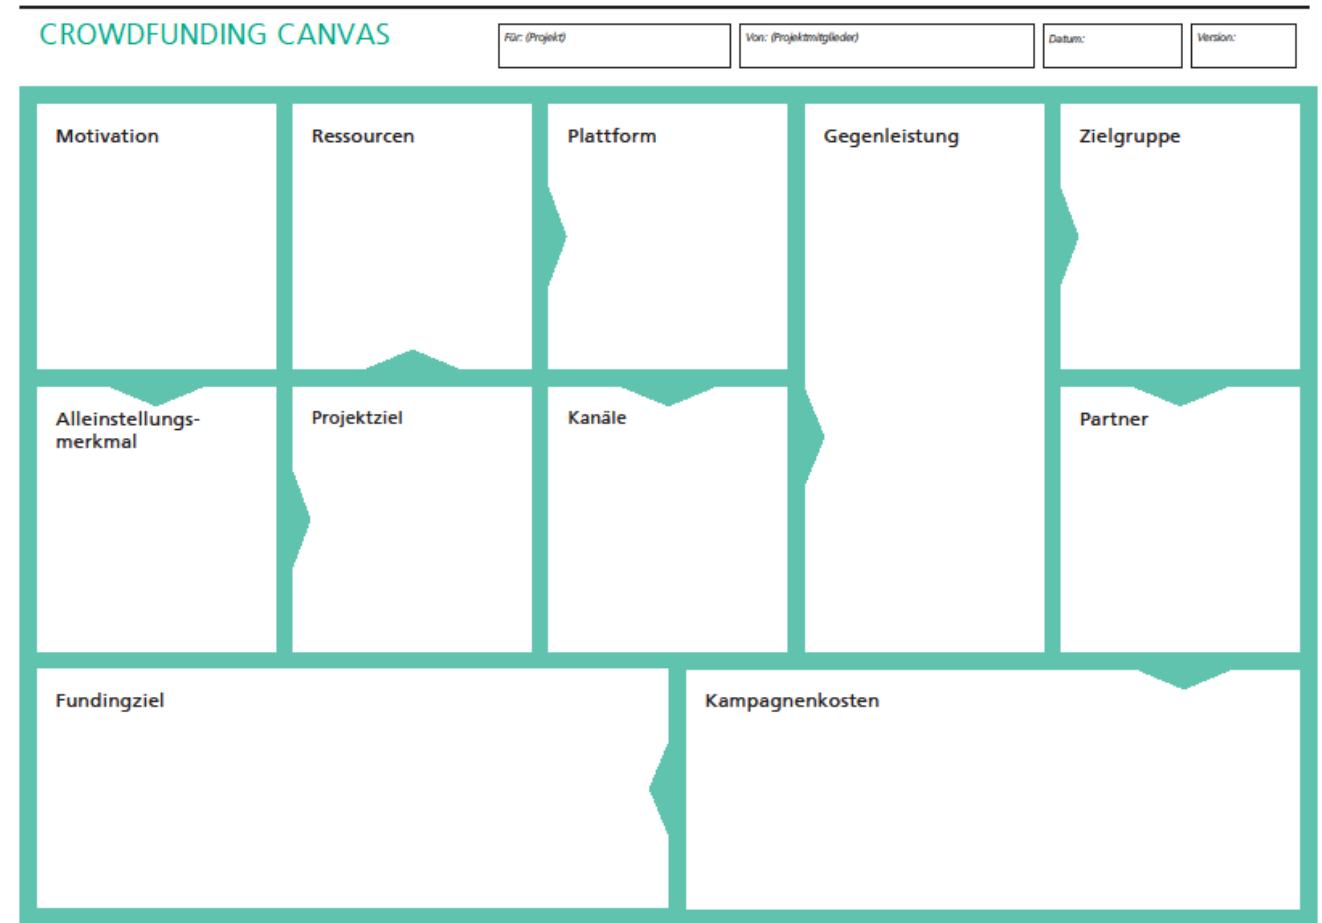 CROWDFUNDING CANVAS
Für: (Projekt)
Von: (Projektmitglieder)
Datum:
Version:
Motivation
Ressourcen
Plattform
Gegenleistung
Zielgruppe
Alleinstellungs-
merkmal
Projektziel
Kanäle
Partner
Fundingziel
Kampagnenkosten